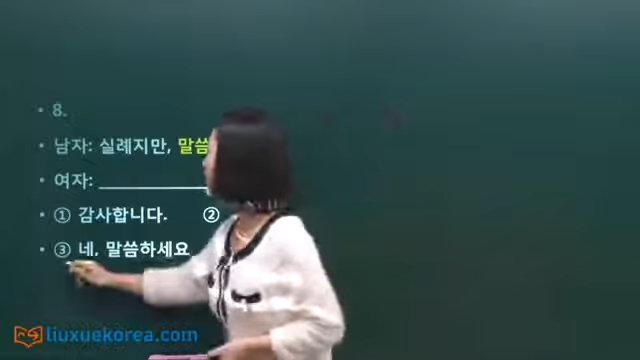 8.
남자: 실례지만, 말씀
여자:
① 감사합니다. ②
③ 네, 말씀하세요
liuxuekorea.com